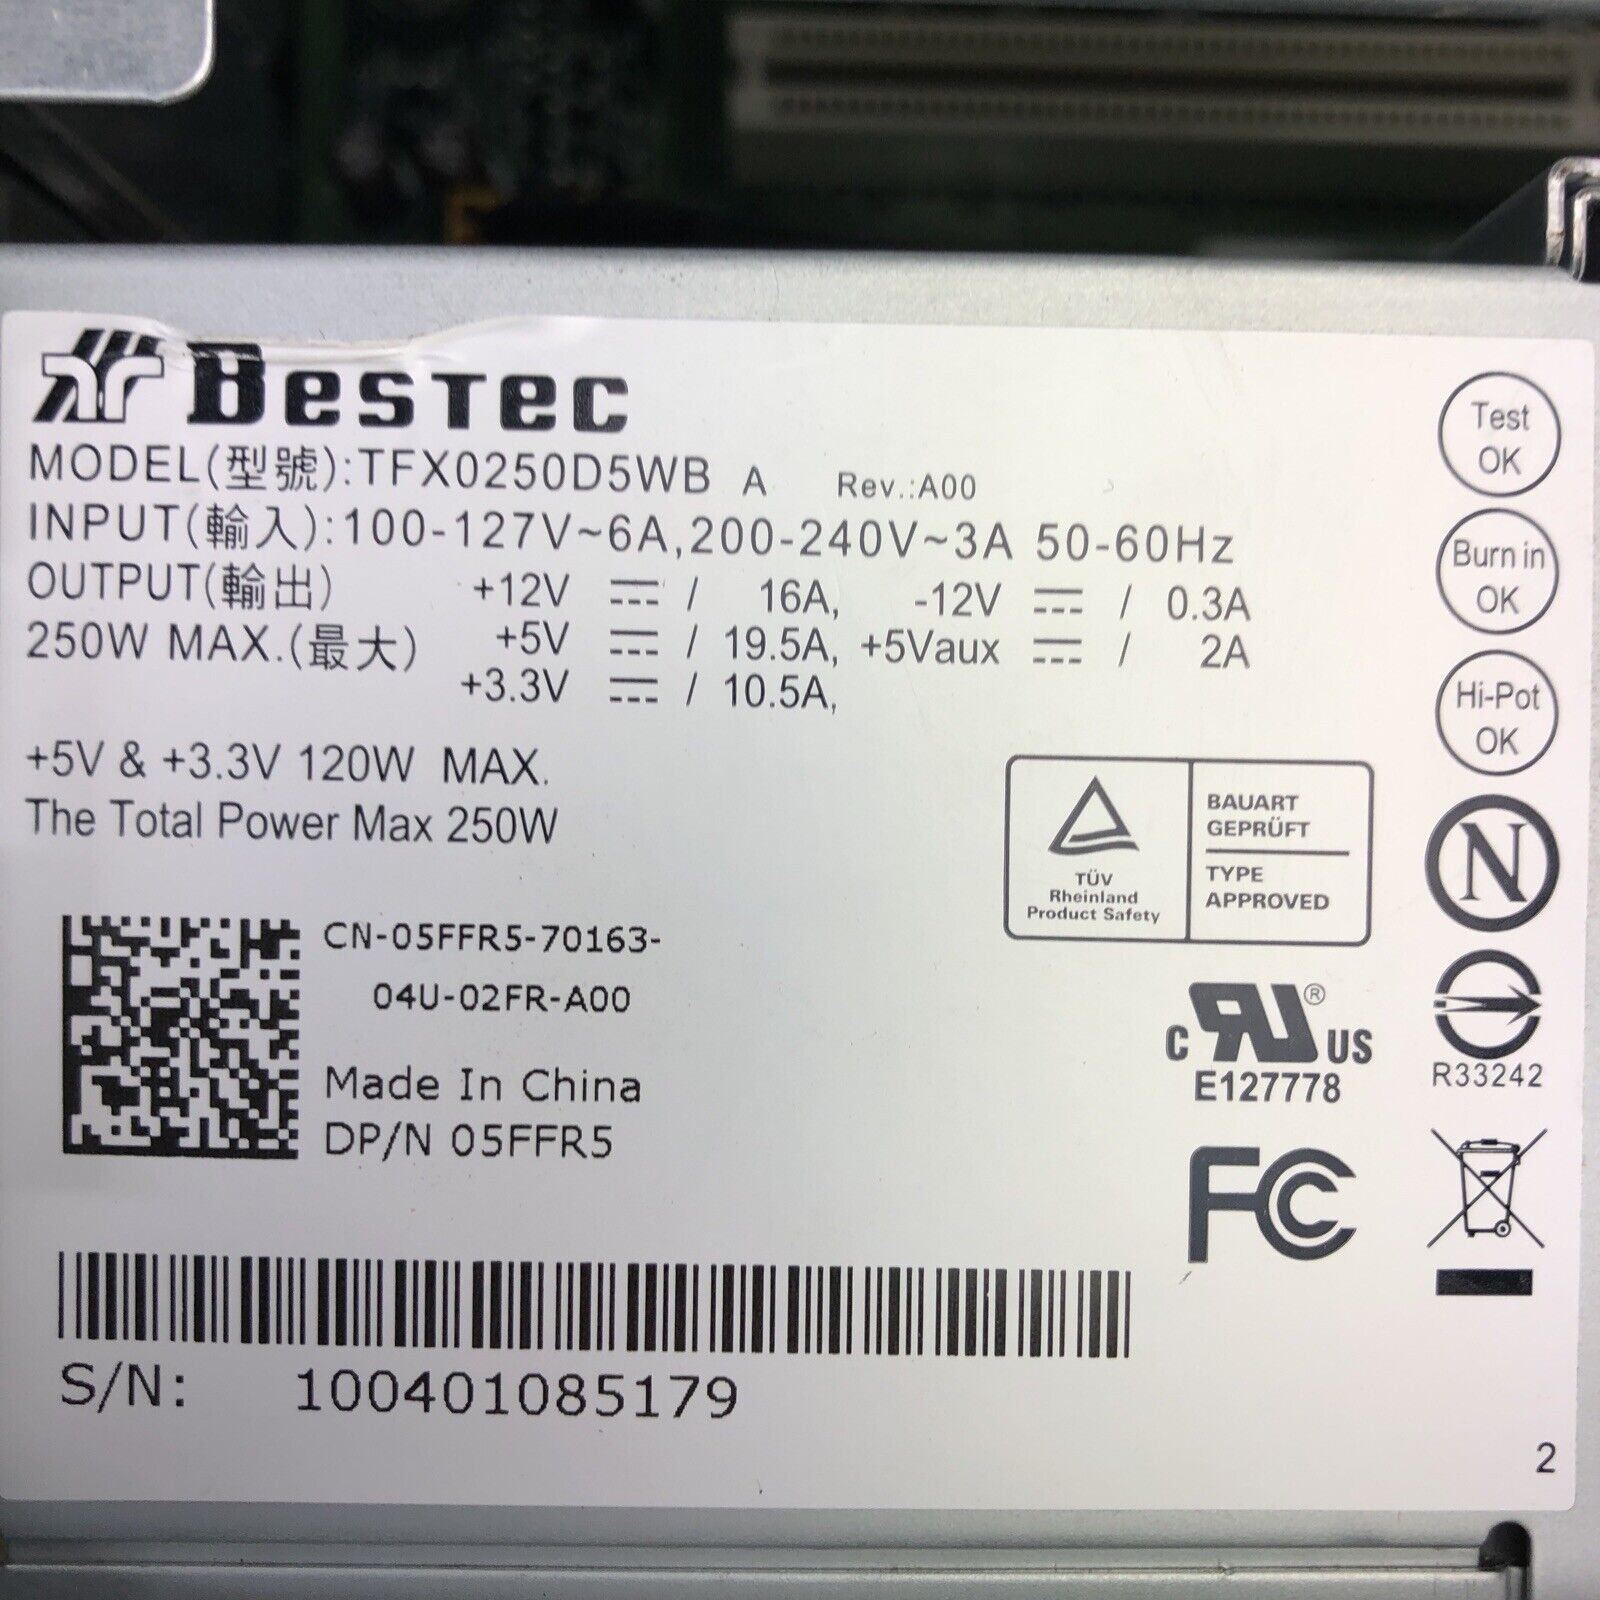 BESTEC
MODEL(型號):TFX0250D5WB A Rev.:A00
INPUT(輸入):100-127V~6A,200-240V~3A 50-60Hz
OUTPUT(輸出) +12V ⎓ / 16A, -12V ⎓ / 0.3A
250W MAX.(最大) +5V ⎓ / 19.5A, +5Vaux ⎓ / 2A
+3.3V ⎓ / 10.5A,
+5V & +3.3V 120W MAX.
The Total Power Max 250W
CN-05FFR5-70163-
04U-02FR-A00
Made In China
DP/N 05FFR5
S/N: 100401085179
TÜV
Rheinland
Product Safety
BAUART
GEPRÜFT
TYPE
APPROVED
c RU ® US
E127778
FC
Test
OK
Burn in
OK
Hi-Pot
OK
N
R33242
2